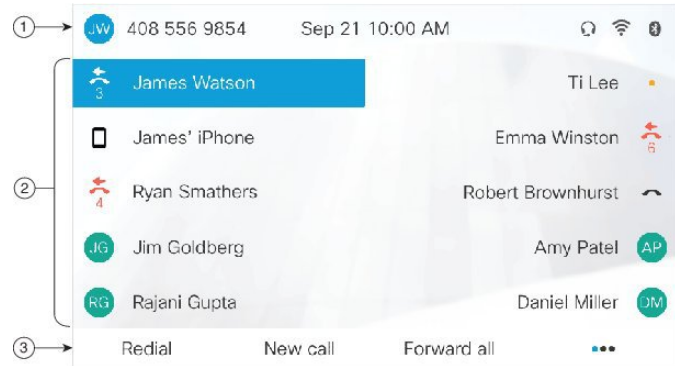 1 JW 408 556 9854 Sep 21 10:00 AM
3 James Watson Ti Lee
James' iPhone Emma Winston 6
2
4 Ryan Smathers Robert Brownhurst
JG Jim Goldberg Amy Patel AP
RG Rajani Gupta Daniel Miller DM
3 Redial New call Forward all